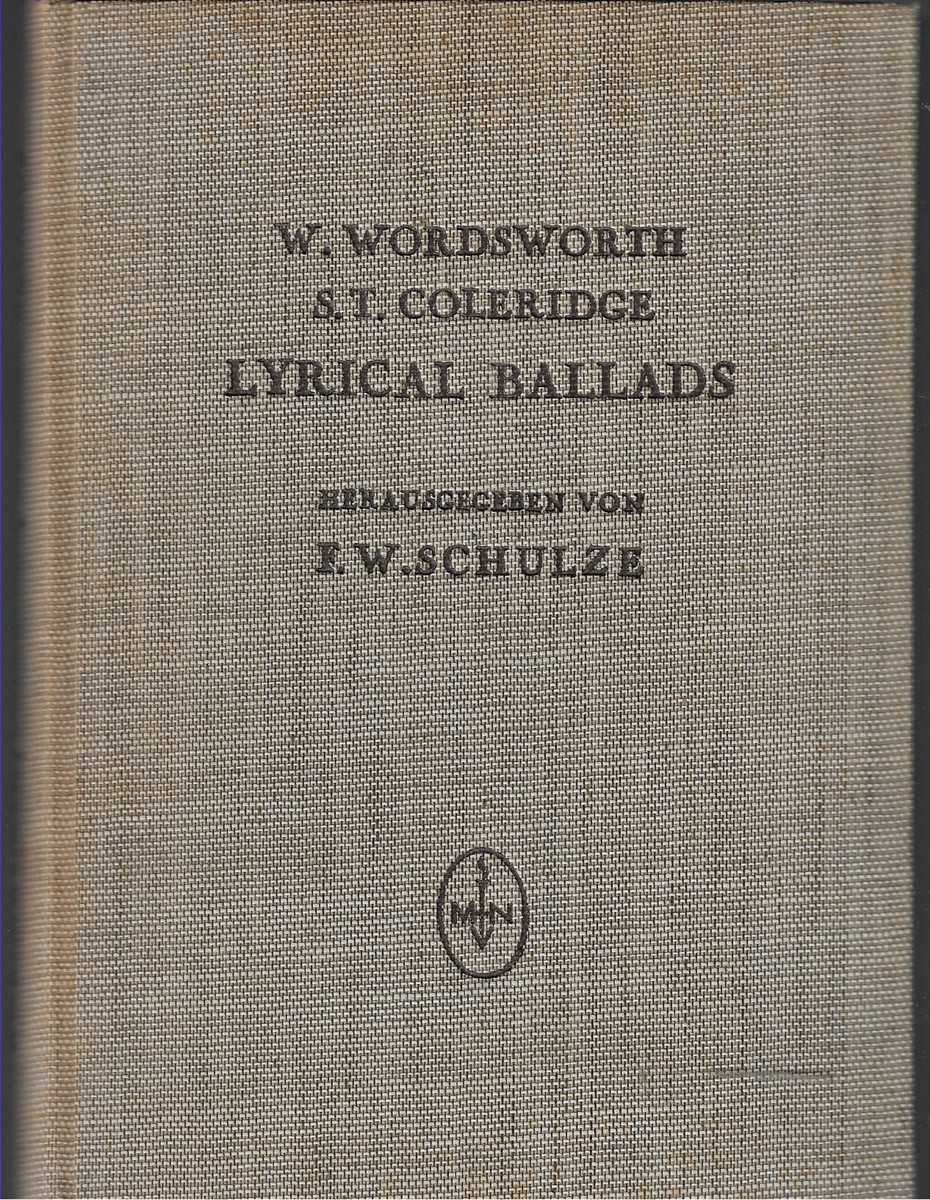 W. WORDSWORTH
S. T. COLERIDGE
LYRICAL BALLADS
HERAUSGEGEBEN VON
F. W. SCHULZE
M N